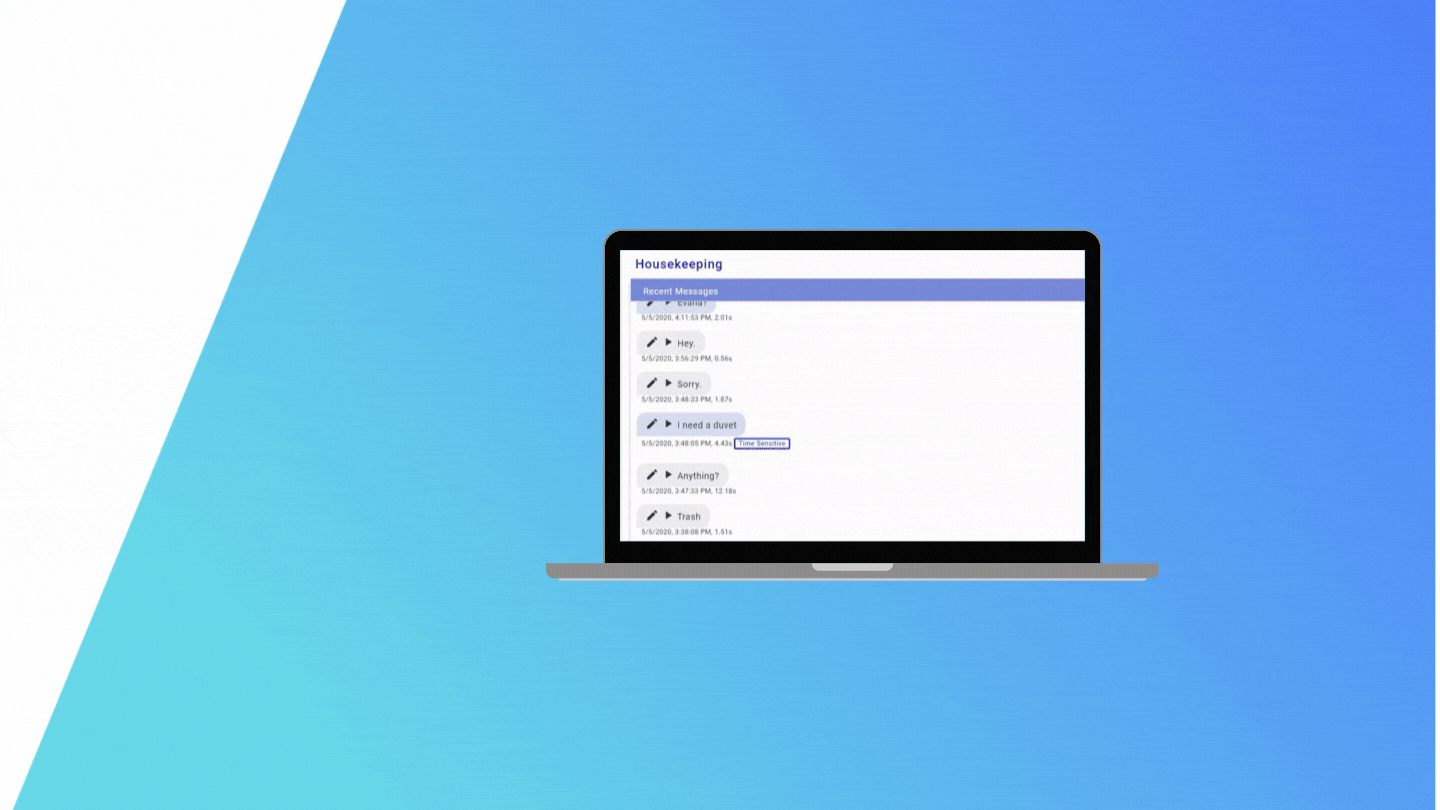 Housekeeping
Recent Messages
Evana?
5/5/2020, 4:11:53 PM, 2.01s
Hey.
5/5/2020, 3:56:29 PM, 0.56s
Sorry.
5/5/2020, 3:48:33 PM, 1.87s
I need a duvet
5/5/2020, 3:48:05 PM, 4.43s Time Sensitive
Anything?
5/5/2020, 3:47:33 PM, 12.18s
Trash
5/5/2020, 3:38:08 PM, 1.51s